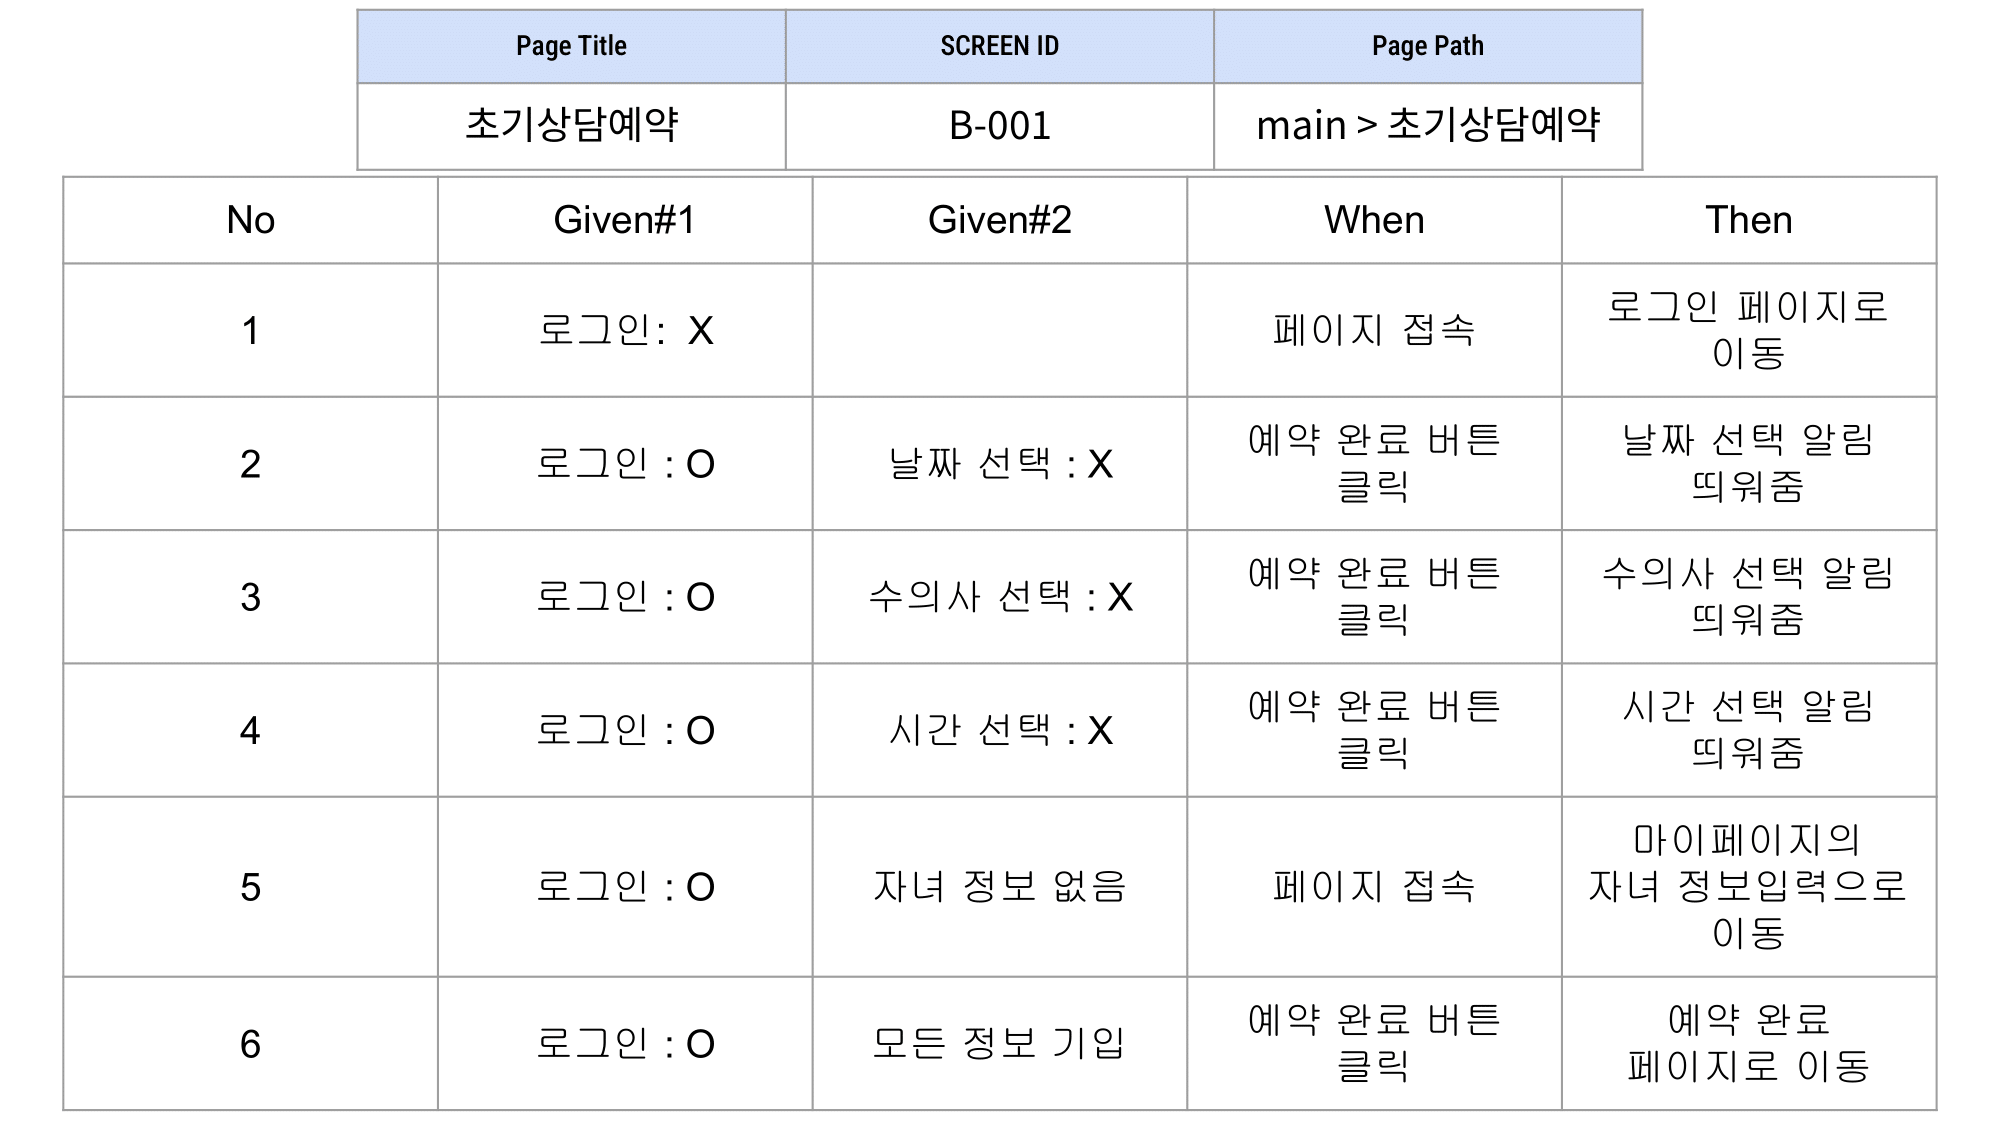 Page Title
SCREEN ID
Page Path
초기상담예약
B-001
main > 초기상담예약
No
Given#1
Given#2
When
Then
1
로그인: X
페이지 접속
로그인 페이지로
이동
2
로그인 : O
날짜 선택 : X
예약 완료 버튼
클릭
날짜 선택 알림
띄워줌
3
로그인 : O
수의사 선택 : X
예약 완료 버튼
클릭
수의사 선택 알림
띄워줌
4
로그인 : O
시간 선택 : X
예약 완료 버튼
클릭
시간 선택 알림
띄워줌
5
로그인 : O
자녀 정보 없음
페이지 접속
마이페이지의
자녀 정보입력으로
이동
6
로그인 : O
모든 정보 기입
예약 완료 버튼
클릭
예약 완료
페이지로 이동